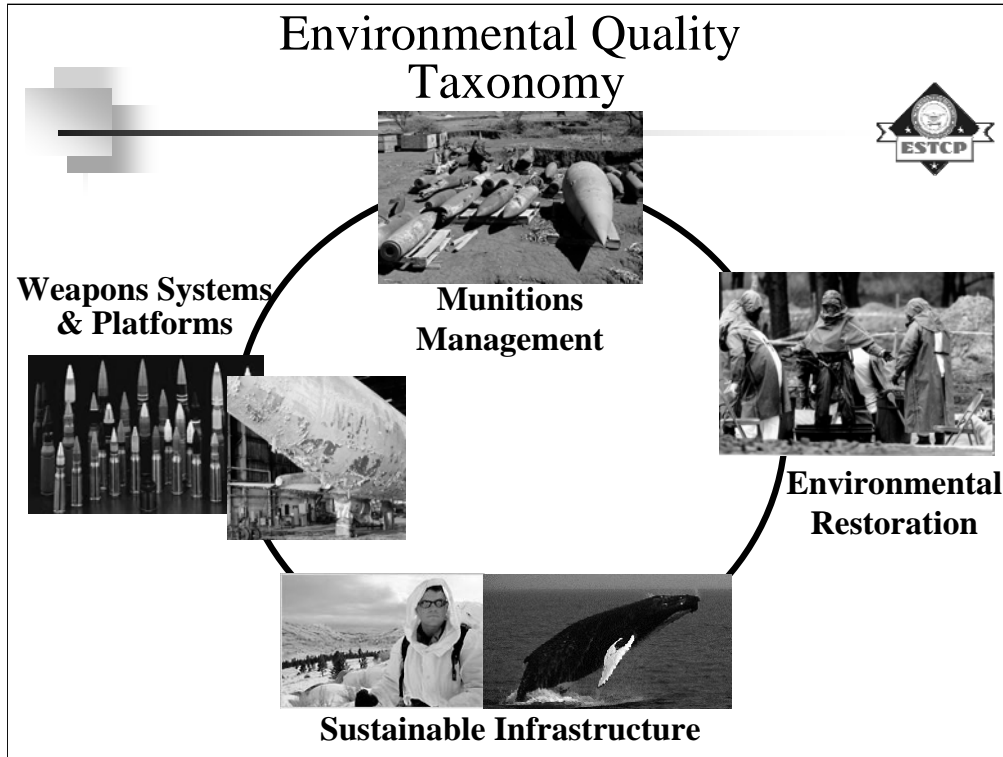 Environmental Quality
Taxonomy
ESTCP
Weapons Systems
& Platforms
Munitions
Management
Environmental
Restoration
Sustainable Infrastructure